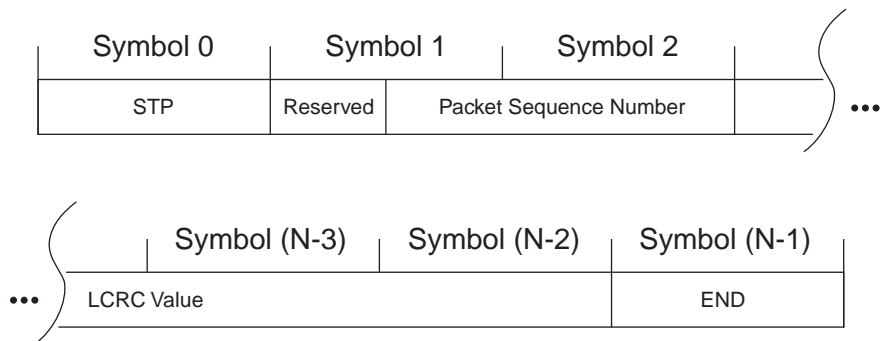 Symbol 0 Symbol 1 Symbol 2
STP Reserved Packet Sequence Number
Symbol (N-3) Symbol (N-2) Symbol (N-1)
LCRC Value END